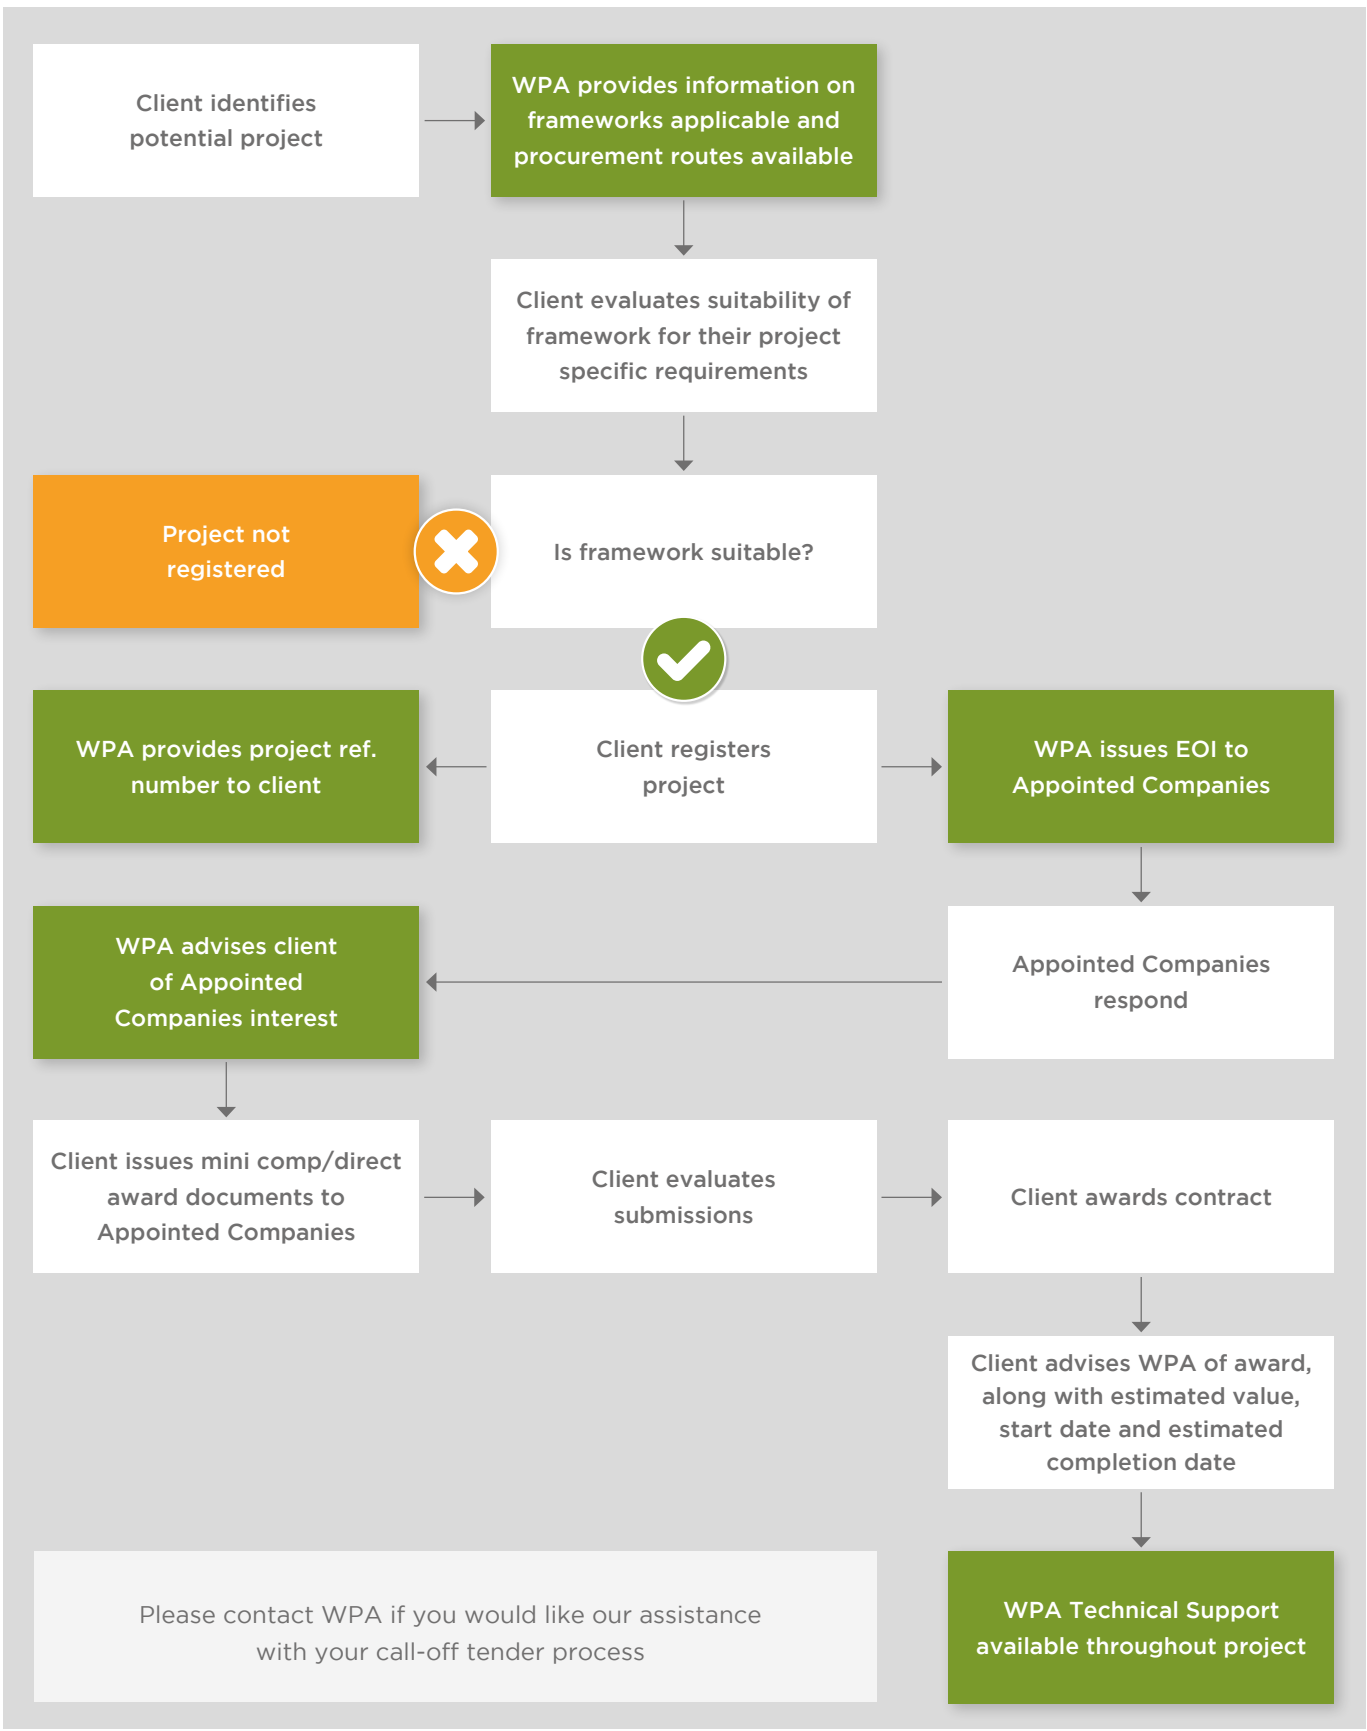 Client identifies
potential project
WPA provides information on
frameworks applicable and
procurement routes available
Client evaluates suitability of
framework for their project
specific requirements
Project not
registered
Is framework suitable?
WPA provides project ref.
number to client
Client registers
project
WPA issues EOI to
Appointed Companies
WPA advises client
of Appointed
Companies interest
Appointed Companies
respond
Client issues mini comp/direct
award documents to
Appointed Companies
Client evaluates
submissions
Client awards contract
Client advises WPA of award,
along with estimated value,
start date and estimated
completion date
Please contact WPA if you would like our assistance
with your call-off tender process
WPA Technical Support
available throughout project